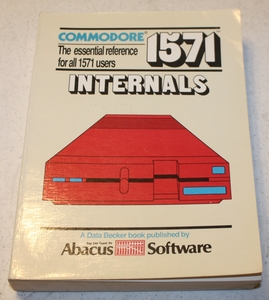 COMMODORE® 1571
The essential reference
for all 1571 users
INTERNALS
A Data Becker book published by
Abacus Software